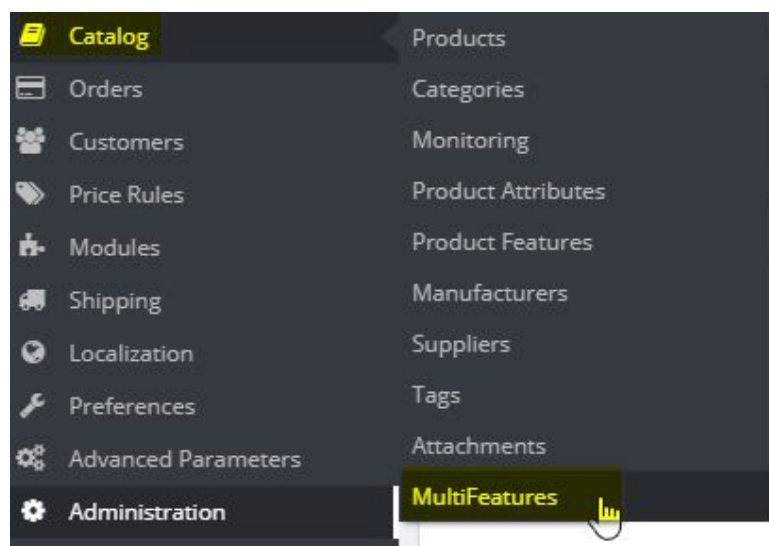 Catalog
Orders
Customers
Price Rules
Modules
Shipping
Localization
Preferences
Advanced Parameters
Administration
Products
Categories
Monitoring
Product Attributes
Product Features
Manufacturers
Suppliers
Tags
Attachments
MultiFeatures